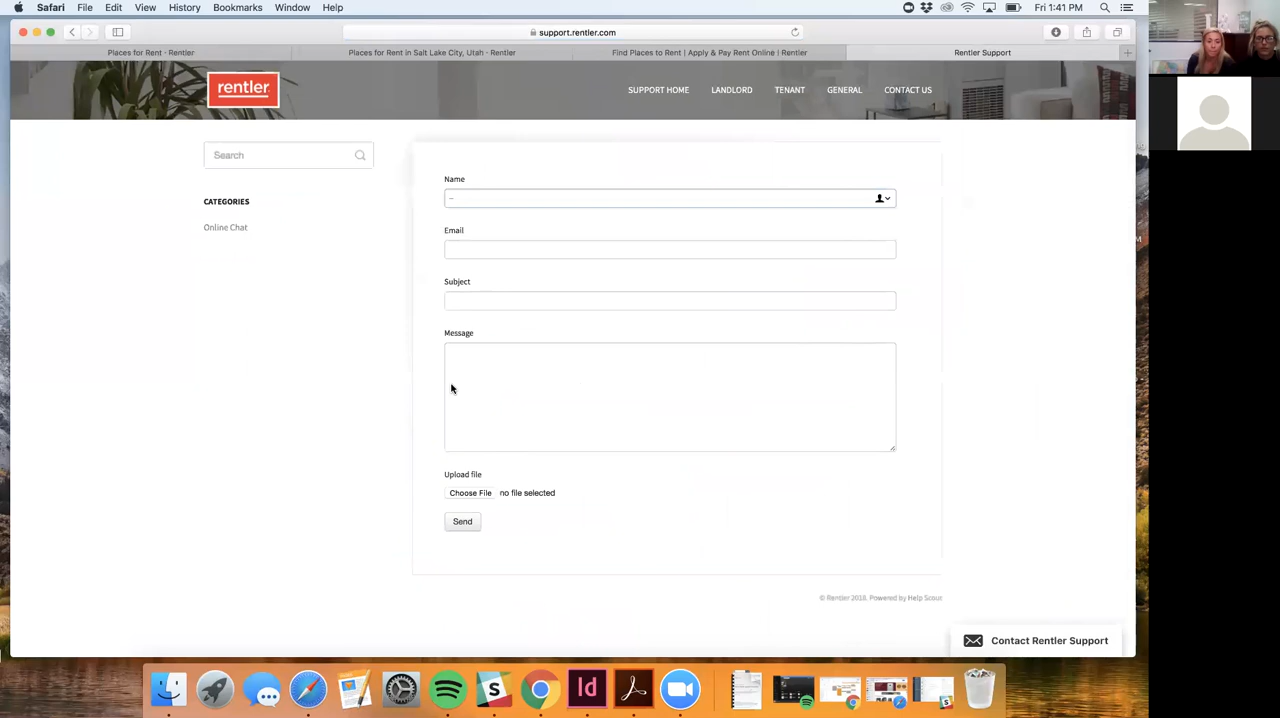 Safari File Edit View History Bookmarks Window Help
Fri 1:41 PM
support.rentler.com
Places for Rent · Rentler
Places for Rent in Salt Lake City, Utah · Rentler
Find Places to Rent | Apply & Pay Rent Online | Rentler
Rentler Support
rentler
SUPPORT HOME LANDLORD TENANT GENERAL CONTACT US
Search
CATEGORIES
Online Chat
Name
Email
Subject
Message
Upload file
Choose File no file selected
Send
© Rentler 2018. Powered by Help Scout
Contact Rentler Support
Id